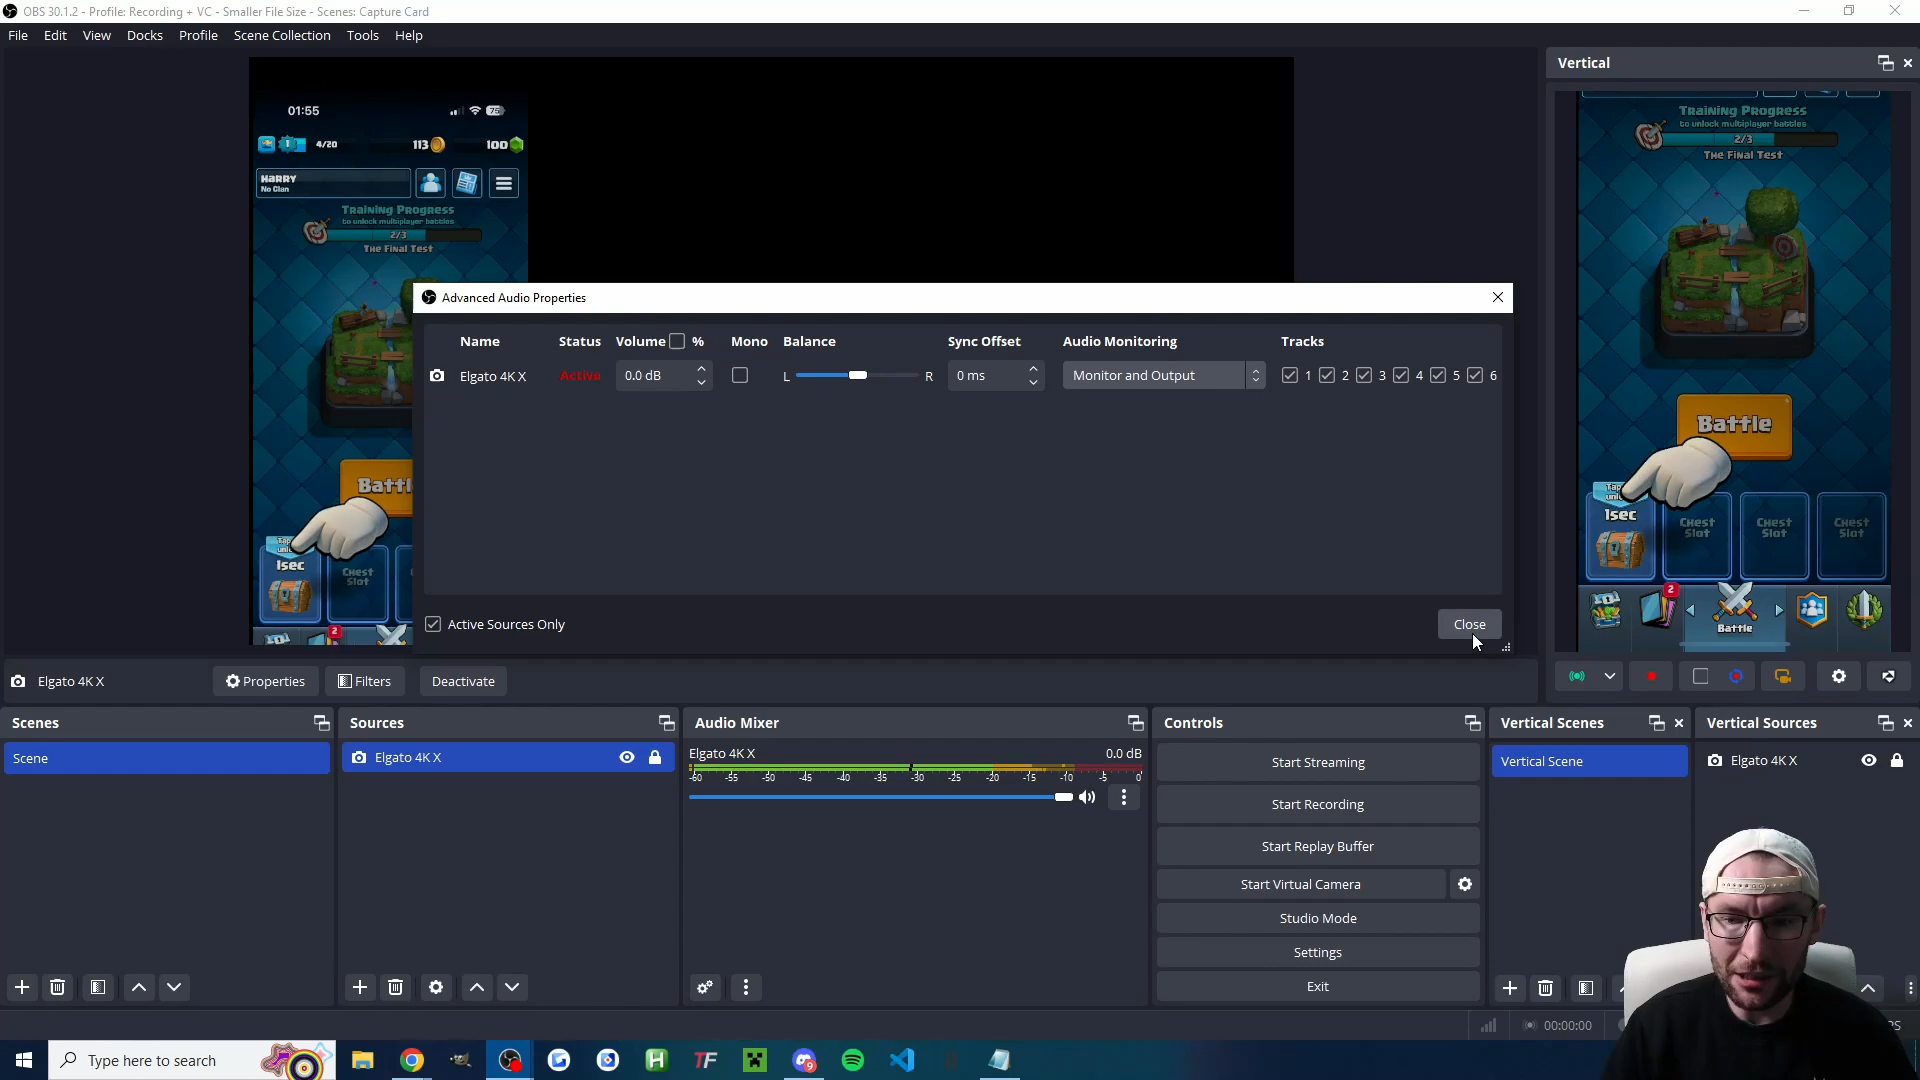 OBS 30.1.2 - Profile: Recording + VC - Smaller File Size - Scenes: Capture Card
File Edit View Docks Profile Scene Collection Tools Help
Vertical
01:55
75
4/20 113 100
HARRY
No Clan
Training Progress
to unlock multiplayer battles
2/3
The Final Test
Training Progress
to unlock multiplayer battles
2/3
The Final Test
Advanced Audio Properties
Name Status Volume % Mono Balance Sync Offset Audio Monitoring Tracks
Elgato 4K X Active 0.0 dB L R 0 ms Monitor and Output 1 2 3 4 5 6
Battle
1sec
Chest Slot
Chest Slot
Chest Slot
2
Battle
1sec
Chest
Slot
2
Active Sources Only
Close
Elgato 4K X
Properties
Filters
Deactivate
Scenes
Scene
Sources
Elgato 4K X
Audio Mixer
Elgato 4K X 0.0 dB
-60 -55 -50 -45 -40 -35 -30 -25 -20 -15 -10 -5 0
Controls
Start Streaming
Start Recording
Start Replay Buffer
Start Virtual Camera
Studio Mode
Settings
Exit
Vertical Scenes
Vertical Scene
Vertical Sources
Elgato 4K X
00:00:00
Type here to search
H
TF
9